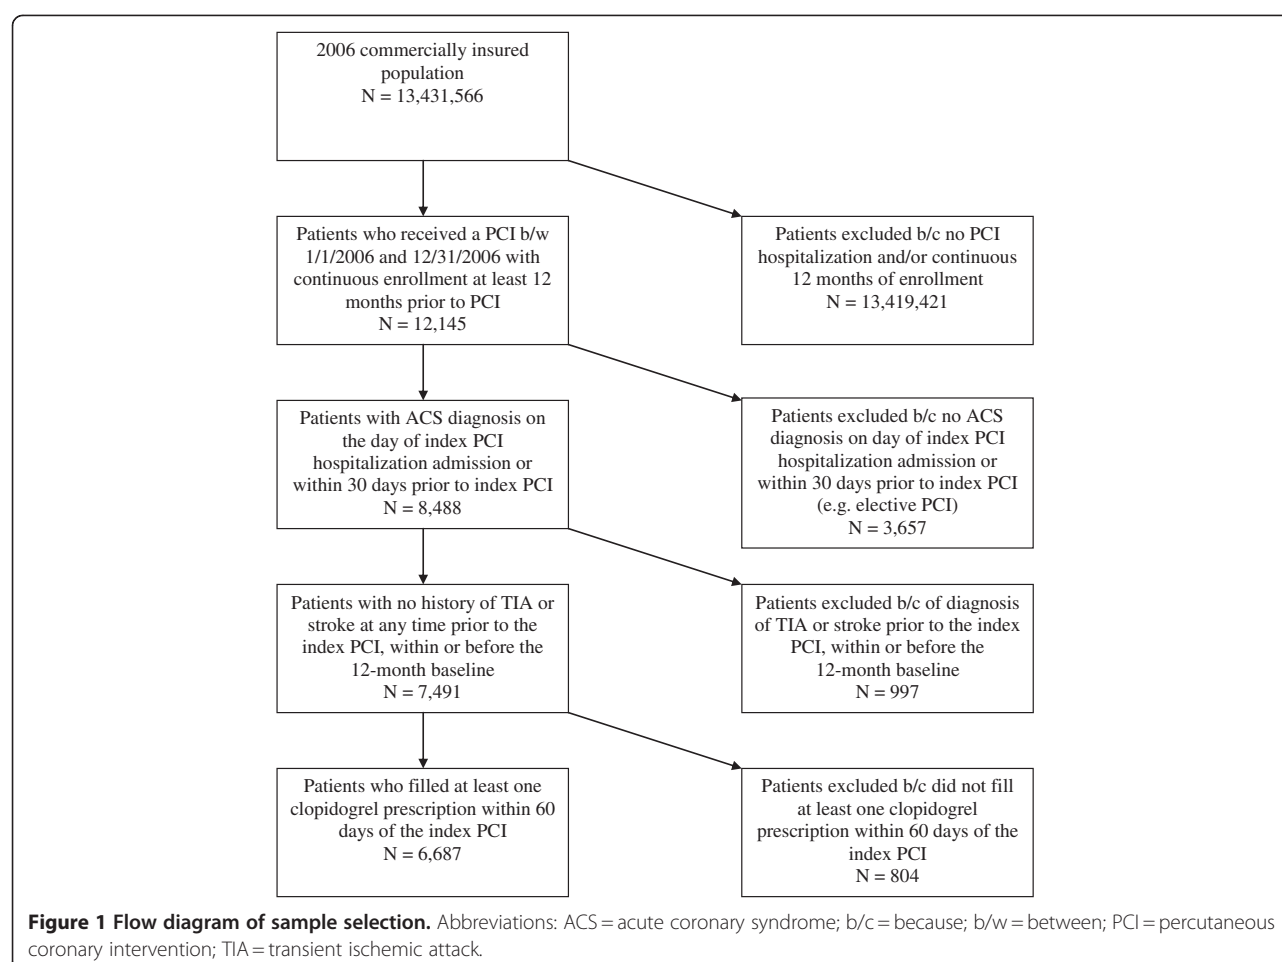 2006 commercially insured
population
N = 13,431,566
Patients who received a PCI b/w
1/1/2006 and 12/31/2006 with
continuous enrollment at least 12
months prior to PCI
N = 12,145
Patients excluded b/c no PCI
hospitalization and/or continuous
12 months of enrollment
N = 13,419,421
Patients with ACS diagnosis on
the day of index PCI
hospitalization admission or
within 30 days prior to index PCI
N = 8,488
Patients excluded b/c no ACS
diagnosis on day of index PCI
hospitalization admission or
within 30 days prior to index PCI
(e.g. elective PCI)
N = 3,657
Patients with no history of TIA or
stroke at any time prior to the
index PCI, within or before the
12-month baseline
N = 7,491
Patients excluded b/c of diagnosis
of TIA or stroke prior to the index
PCI, within or before the
12-month baseline
N = 997
Patients who filled at least one
clopidogrel prescription within 60
days of the index PCI
N = 6,687
Patients excluded b/c did not fill
at least one clopidogrel
prescription within 60 days of the
index PCI
N = 804
Figure 1 Flow diagram of sample selection. Abbreviations: ACS = acute coronary syndrome; b/c = because; b/w = between; PCI = percutaneous
coronary intervention; TIA = transient ischemic attack.